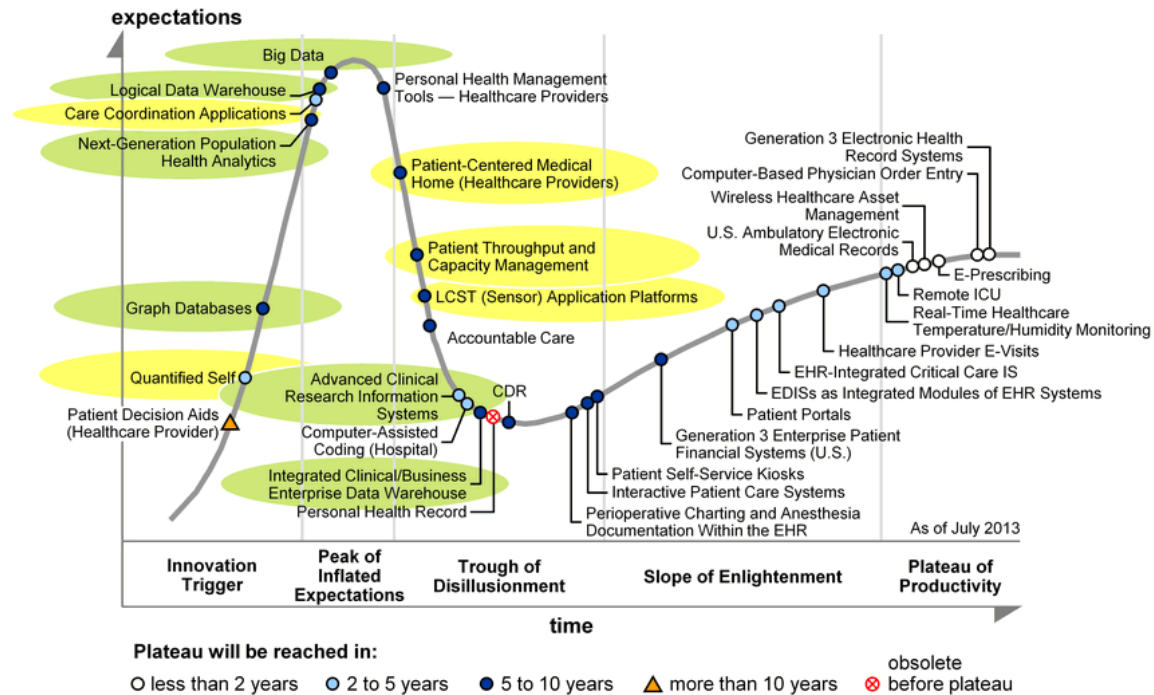 expectations
Big Data
Logical Data Warehouse
Care Coordination Applications
Next-Generation Population
Health Analytics
Personal Health Management
Tools — Healthcare Providers
Patient-Centered Medical
Home (Healthcare Providers)
Patient Throughput and
Capacity Management
LCST (Sensor) Application Platforms
Accountable Care
Graph Databases
Quantified Self
Patient Decision Aids
(Healthcare Provider)
Advanced Clinical
Research Information
Systems
Computer-Assisted
Coding (Hospital)
Integrated Clinical/Business
Enterprise Data Warehouse
Personal Health Record
CDR
Generation 3 Electronic Health
Record Systems
Computer-Based Physician Order Entry
Wireless Healthcare Asset
Management
U.S. Ambulatory Electronic
Medical Records
E-Prescribing
Remote ICU
Real-Time Healthcare
Temperature/Humidity Monitoring
Healthcare Provider E-Visits
EHR-Integrated Critical Care IS
EDISs as Integrated Modules of EHR Systems
Patient Portals
Generation 3 Enterprise Patient
Financial Systems (U.S.)
Patient Self-Service Kiosks
Interactive Patient Care Systems
Perioperative Charting and Anesthesia
Documentation Within the EHR
As of July 2013
Innovation
Trigger
Peak of
Inflated
Expectations
Trough of
Disillusionment
Slope of Enlightenment
Plateau of
Productivity
time
Plateau will be reached in:
less than 2 years
2 to 5 years
5 to 10 years
more than 10 years
obsolete
before plateau